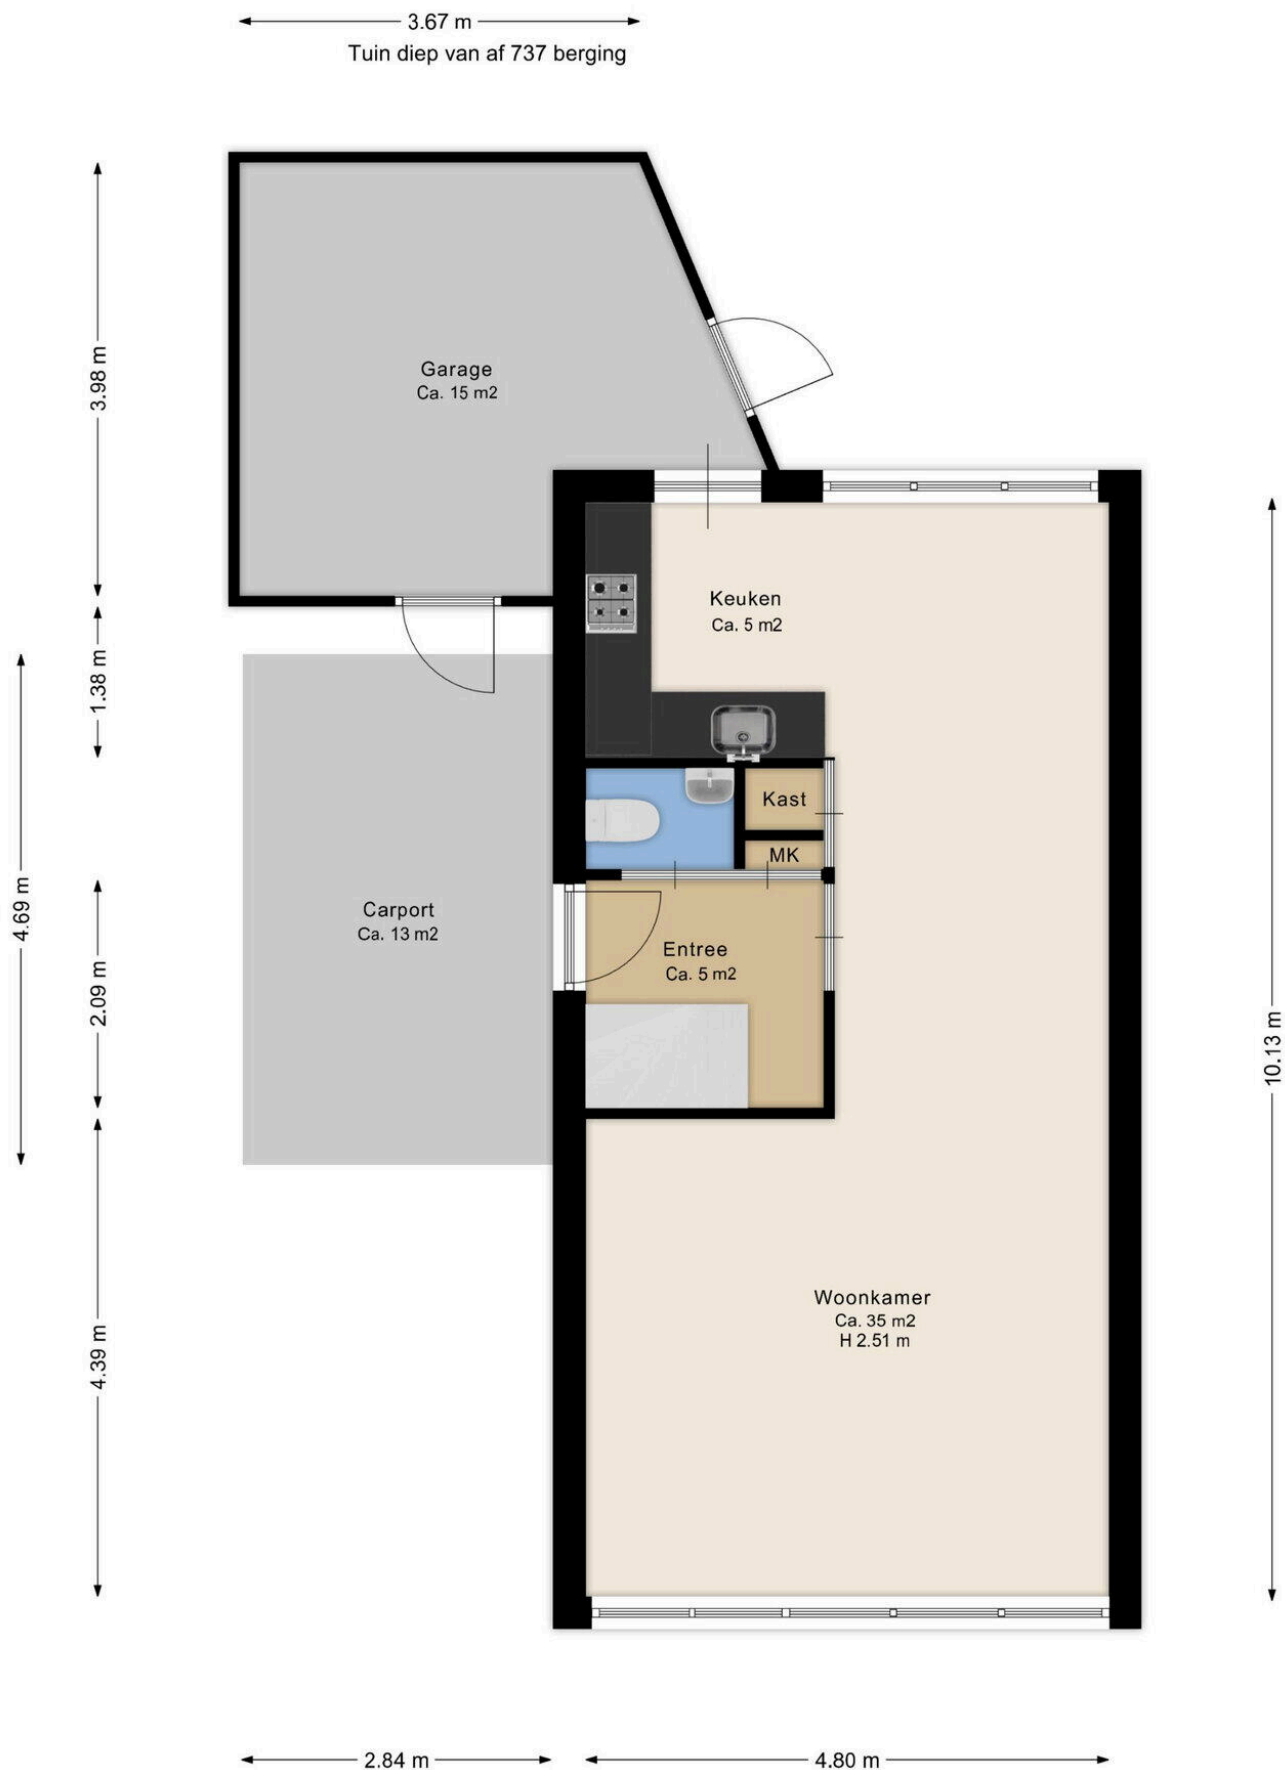 3.67 m
Tuin diep van af 737 berging
3.98 m
Garage
Ca. 15 m2
Keuken
Ca. 5 m2
1.38 m
Kast
MK
4.69 m
Carport
Ca. 13 m2
Entree
Ca. 5 m2
2.09 m
10.13 m
Woonkamer
Ca. 35 m2
H 2.51 m
4.39 m
2.84 m
4.80 m